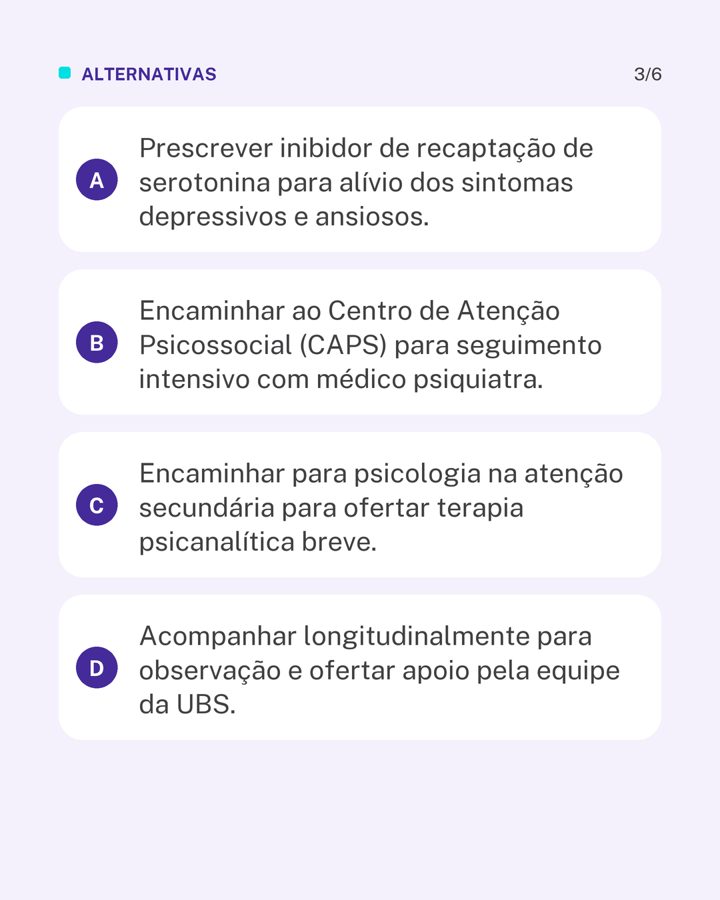 ALTERNATIVAS
3/6
A
Prescrever inibidor de recaptação de
serotonina para alívio dos sintomas
depressivos e ansiosos.
B
Encaminhar ao Centro de Atenção
Psicossocial (CAPS) para seguimento
intensivo com médico psiquiatra.
C
Encaminhar para psicologia na atenção
secundária para ofertar terapia
psicanalítica breve.
D
Acompanhar longitudinalmente para
observação e ofertar apoio pela equipe
da UBS.